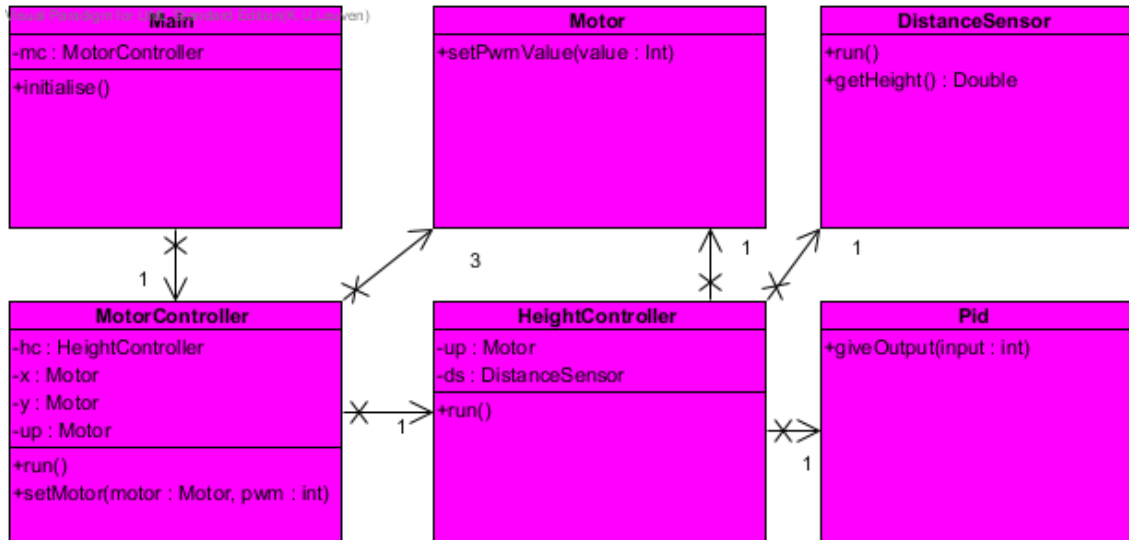 Main
-mc : MotorController
+initialise()
Motor
+setPwmValue(value : Int)
DistanceSensor
+run()
+getHeight() : Double
1
3
1
1
MotorController
-hc : HeightController
-x : Motor
-y : Motor
-up : Motor
+run()
+setMotor(motor : Motor, pwm : int)
1
HeightController
-up : Motor
-ds : DistanceSensor
+run()
1
Pid
+giveOutput(input : int)